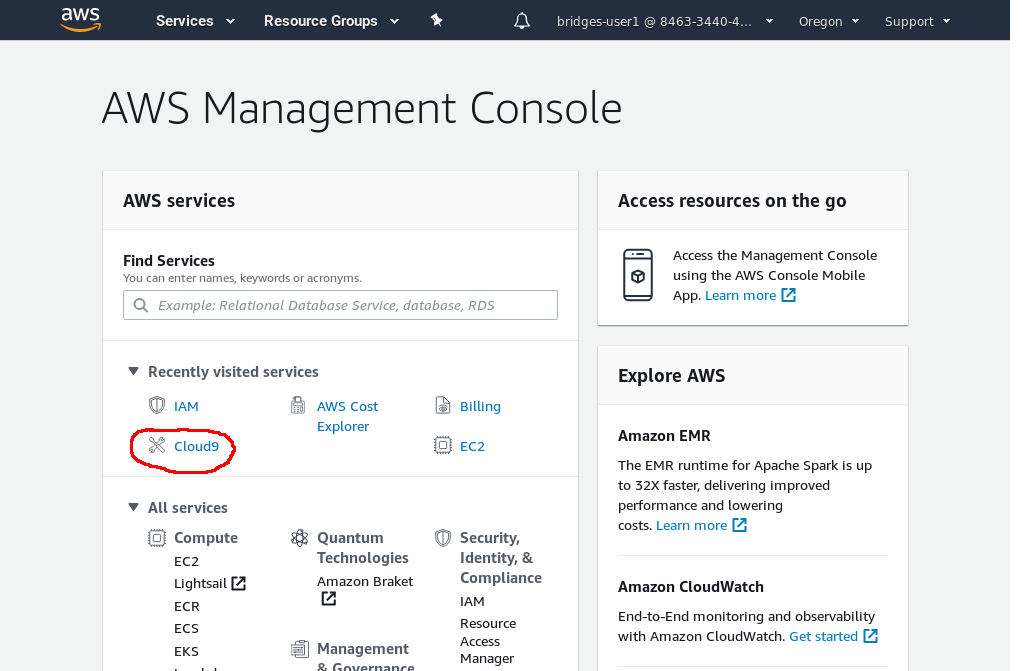 aws
Services
Resource Groups
bridges-user1 @ 8463-3440-4...
Oregon
Support
AWS Management Console
AWS services
Find Services
You can enter names, keywords or acronyms.
Example: Relational Database Service, database, RDS
Recently visited services
IAM
AWS Cost
Explorer
Billing
Cloud9
EC2
All services
Compute
EC2
Lightsail
ECR
ECS
EKS
Quantum
Technologies
Amazon Braket
Management
& Governance
Security,
Identity, &
Compliance
IAM
Resource
Access
Manager
Access resources on the go
Access the Management Console
using the AWS Console Mobile
App. Learn more
Explore AWS
Amazon EMR
The EMR runtime for Apache Spark is up
to 32X faster, delivering improved
performance and lowering
costs. Learn more
Amazon CloudWatch
End-to-End monitoring and observability
with Amazon CloudWatch. Get started